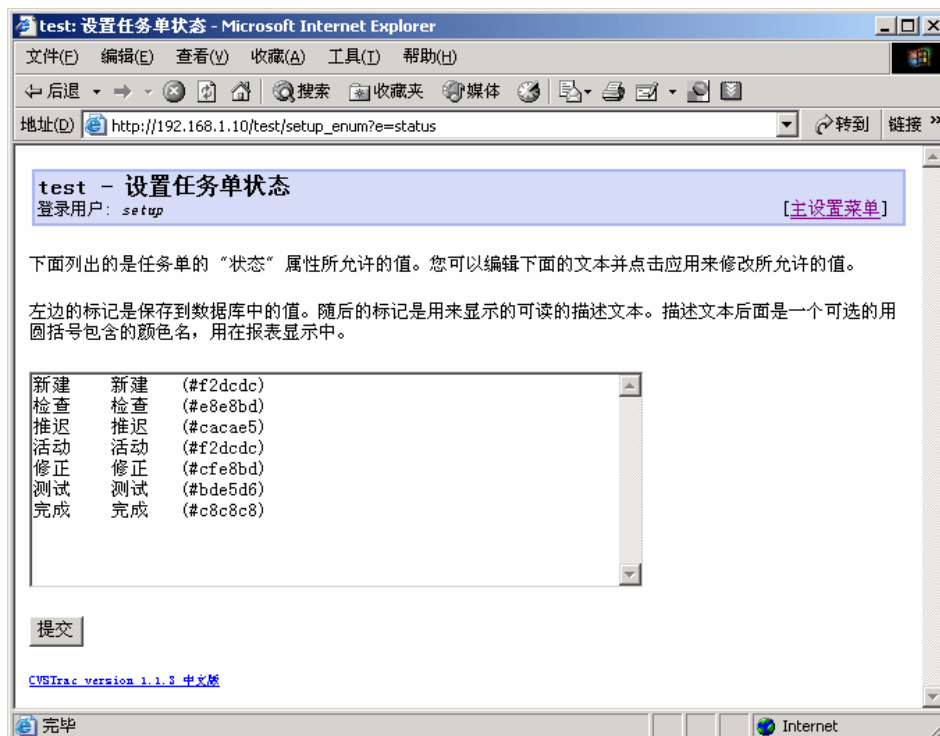 test: 设置任务单状态 - Microsoft Internet Explorer
文件(F) 编辑(E) 查看(V) 收藏(A) 工具(T) 帮助(H)
后退 搜索 收藏夹 媒体
地址(D) http://192.168.1.10/test/setup_enum?e=status 转到 链接 »
test - 设置任务单状态
登录用户: setup [主设置菜单]
下面列出的是任务单的 “状态” 属性所允许的值。您可以编辑下面的文本并点击应用来修改所允许的值。
左边的标记是保存到数据库中的值。随后的标记是用来显示的可读的描述文本。描述文本后面是一个可选的用
圆括号包含的颜色名，用在报表显示中。
新建 新建 (#f2dcdc)
检查 检查 (#e8e8bd)
推迟 推迟 (#cacae5)
活动 活动 (#f2dcdc)
修正 修正 (#cfe8bd)
测试 测试 (#bde5d6)
完成 完成 (#c8c8c8)
提交
CVSTrac version 1.1.3 中文版
完毕 Internet